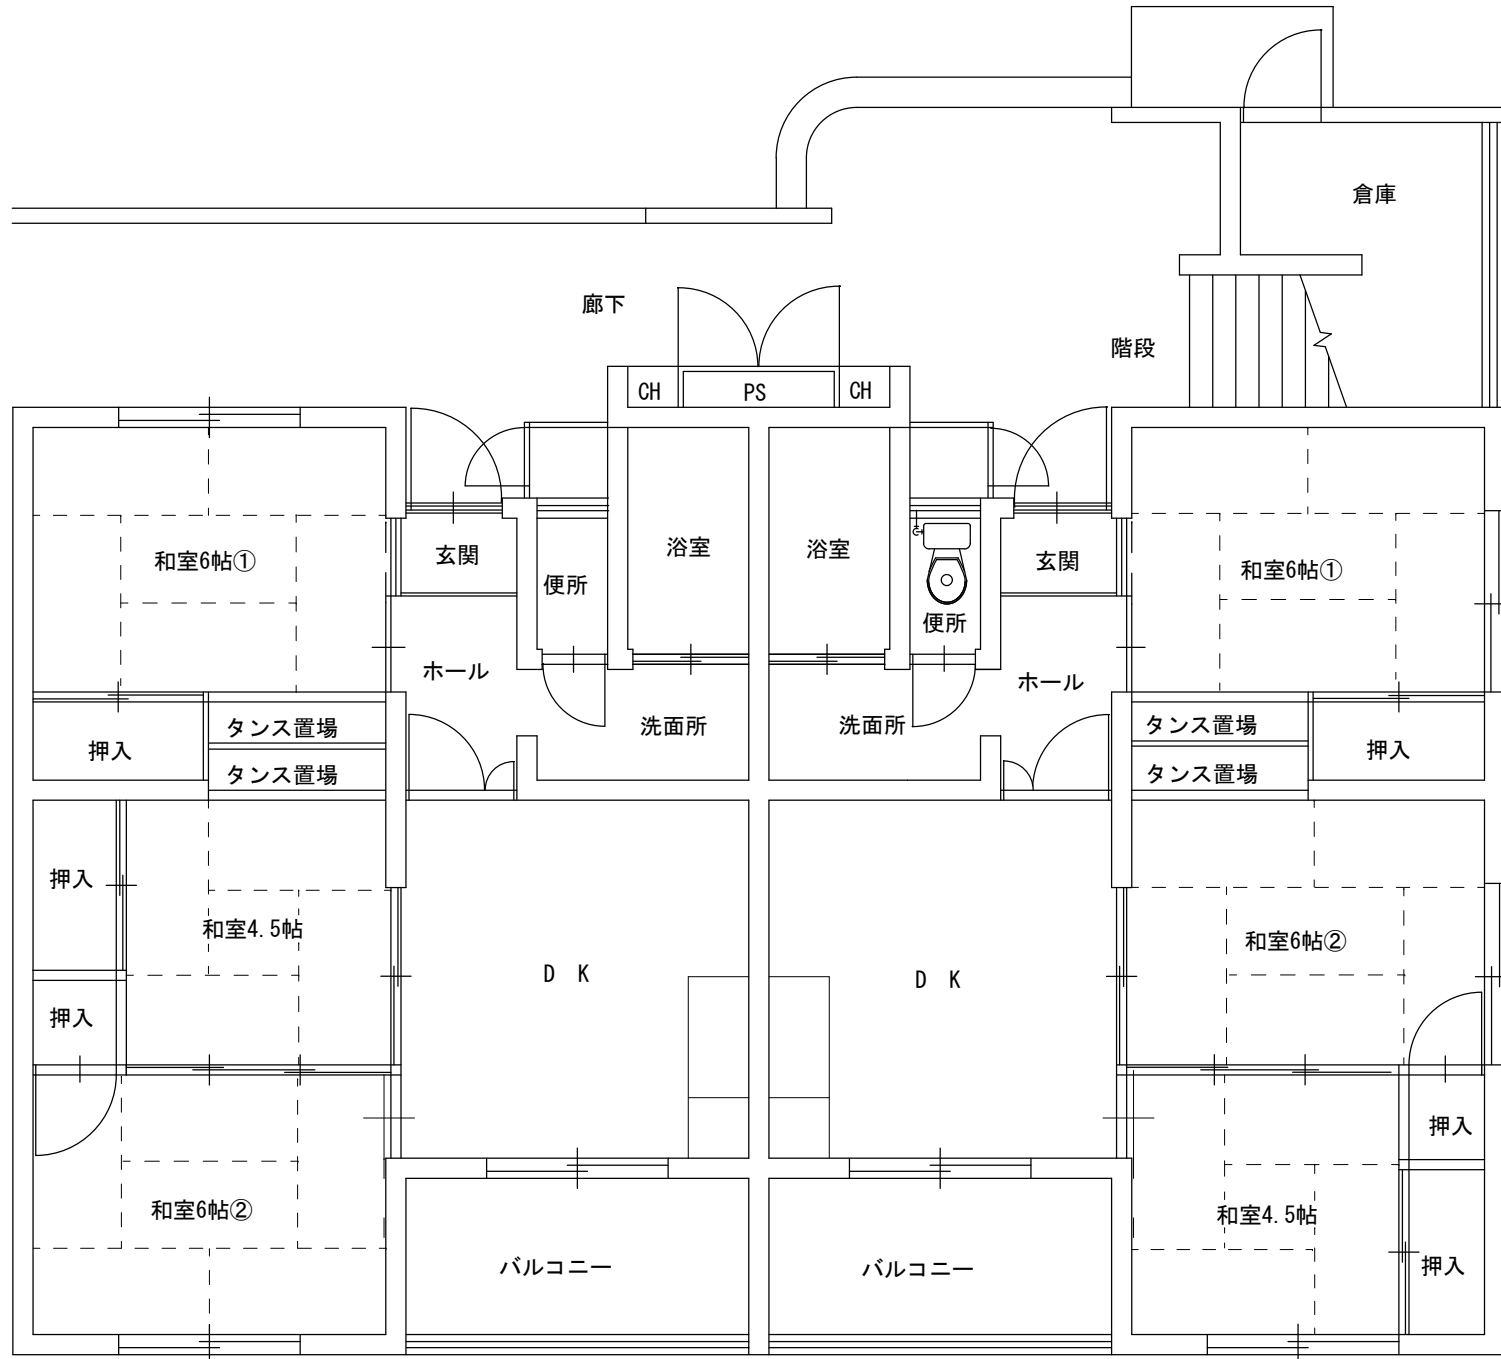 倉庫
廊下
階段
CH
PS
CH
和室6帖①
玄関
便所
浴室
浴室
便所
玄関
和室6帖①
ホール
ホール
押入
タンス置場
タンス置場
洗面所
洗面所
タンス置場
タンス置場
押入
押入
和室4.5帖
押入
D K
D K
和室6帖②
和室6帖②
バルコニー
バルコニー
和室4.5帖
押入
押入